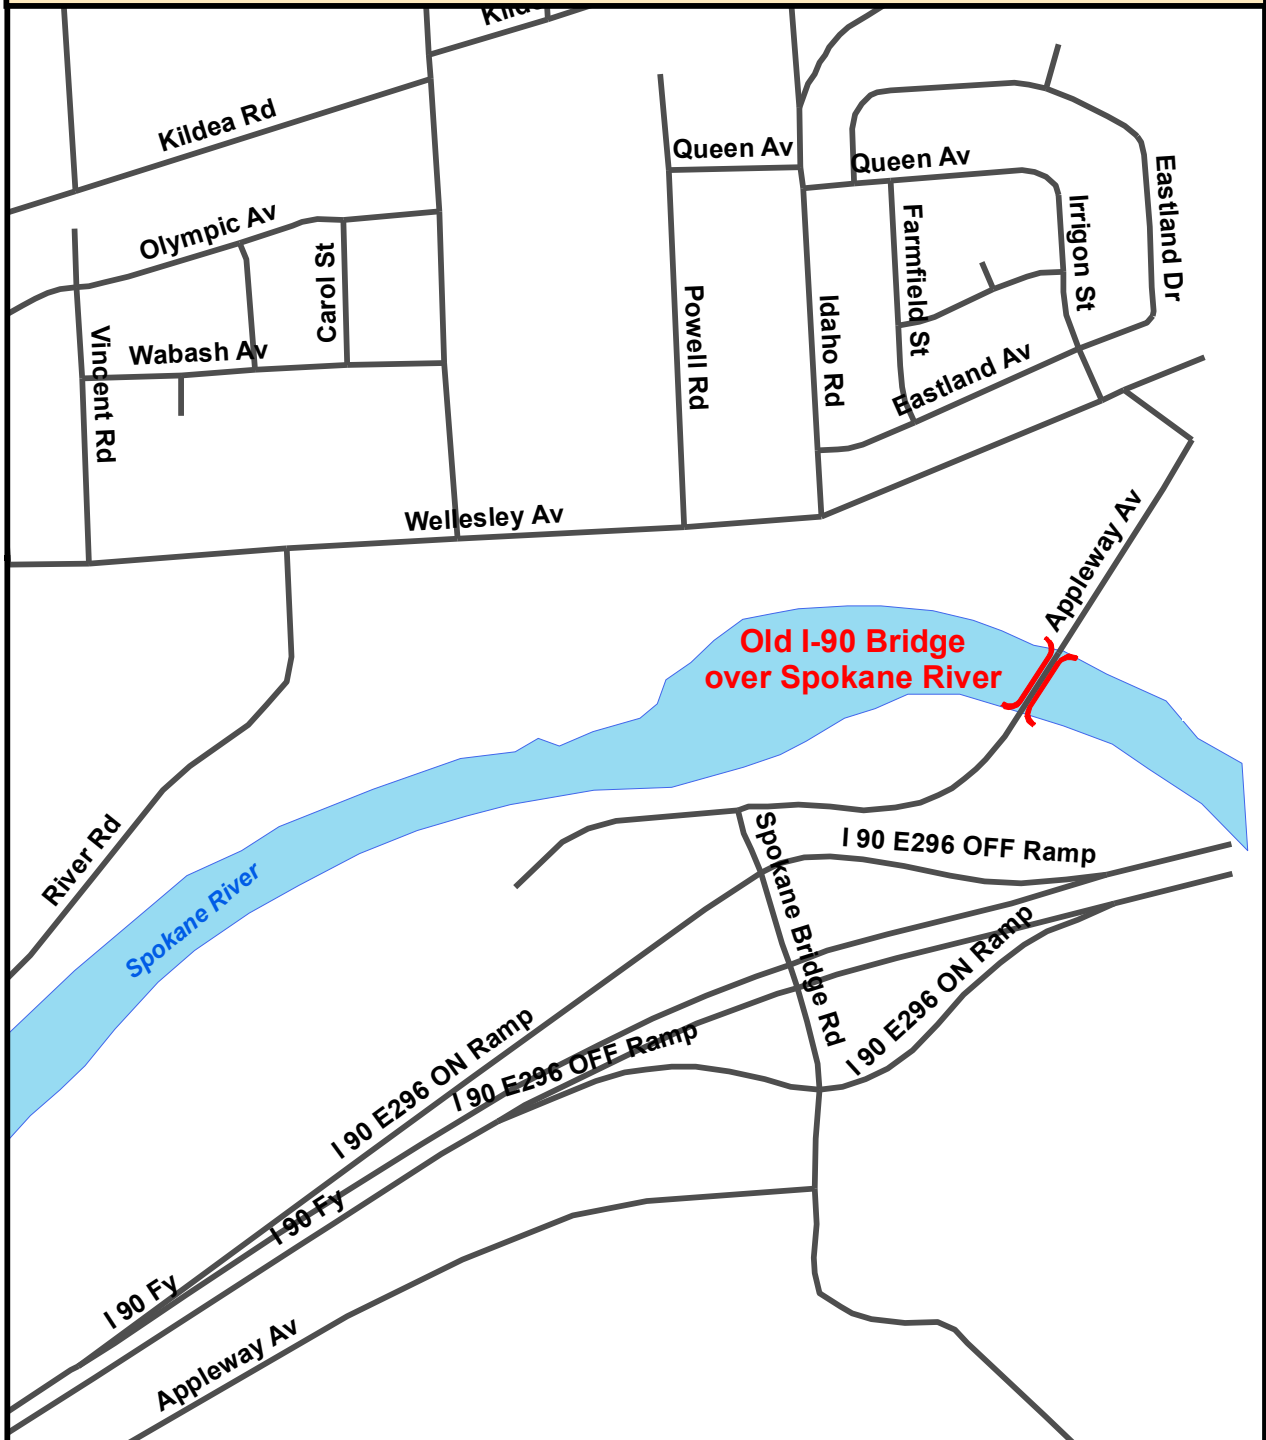 Kildea Rd
Queen Av
Queen Av
Eastland Dr
Irrigon St
Olympic Av
Carol St
Farmfield St
Powell Rd
Idaho Rd
Vincent Rd
Wabash Av
Eastland Av
Wellesley Av
Appleway Av
Old I-90 Bridge
over Spokane River
River Rd
Spokane River
Spokane Bridge Rd
I 90 E296 OFF Ramp
I 90 E296 ON Ramp
I 90 E296 ON Ramp
I 90 E296 OFF Ramp
I 90 Fy
I 90 Fy
Appleway Av